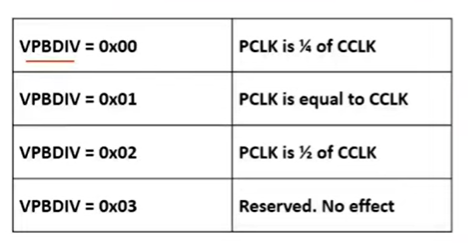 VPBDIV = 0x00 PCLK is ¼ of CCLK
VPBDIV = 0x01 PCLK is equal to CCLK
VPBDIV = 0x02 PCLK is ½ of CCLK
VPBDIV = 0x03 Reserved. No effect